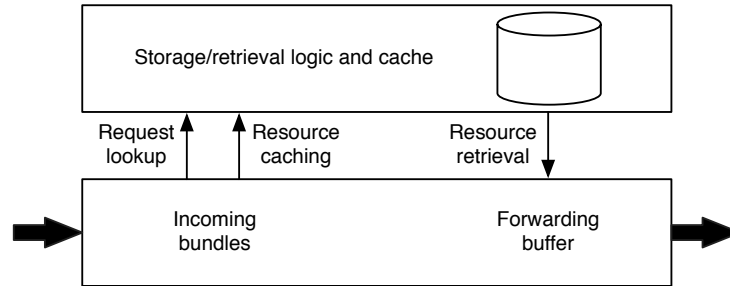 Storage/retrieval logic and cache
Request
lookup
Resource
caching
Resource
retrieval
Incoming
bundles
Forwarding
buffer